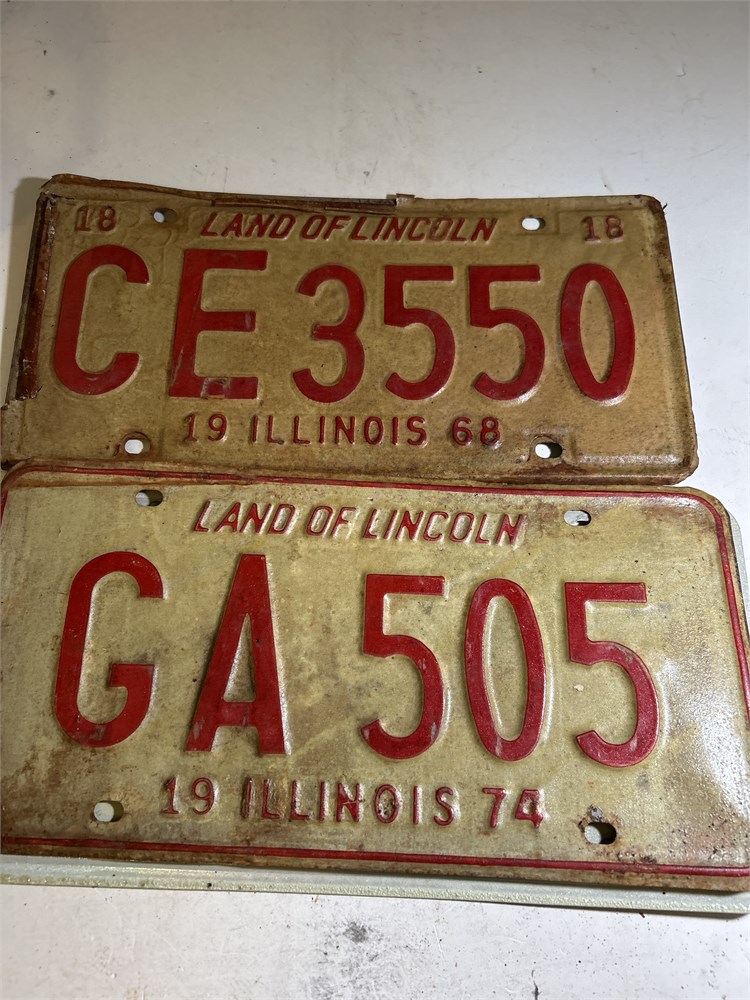 18 LAND OF LINCOLN 18
CE 3550
19 ILLINOIS 68
LAND OF LINCOLN
GA 505
19 ILLINOIS 74